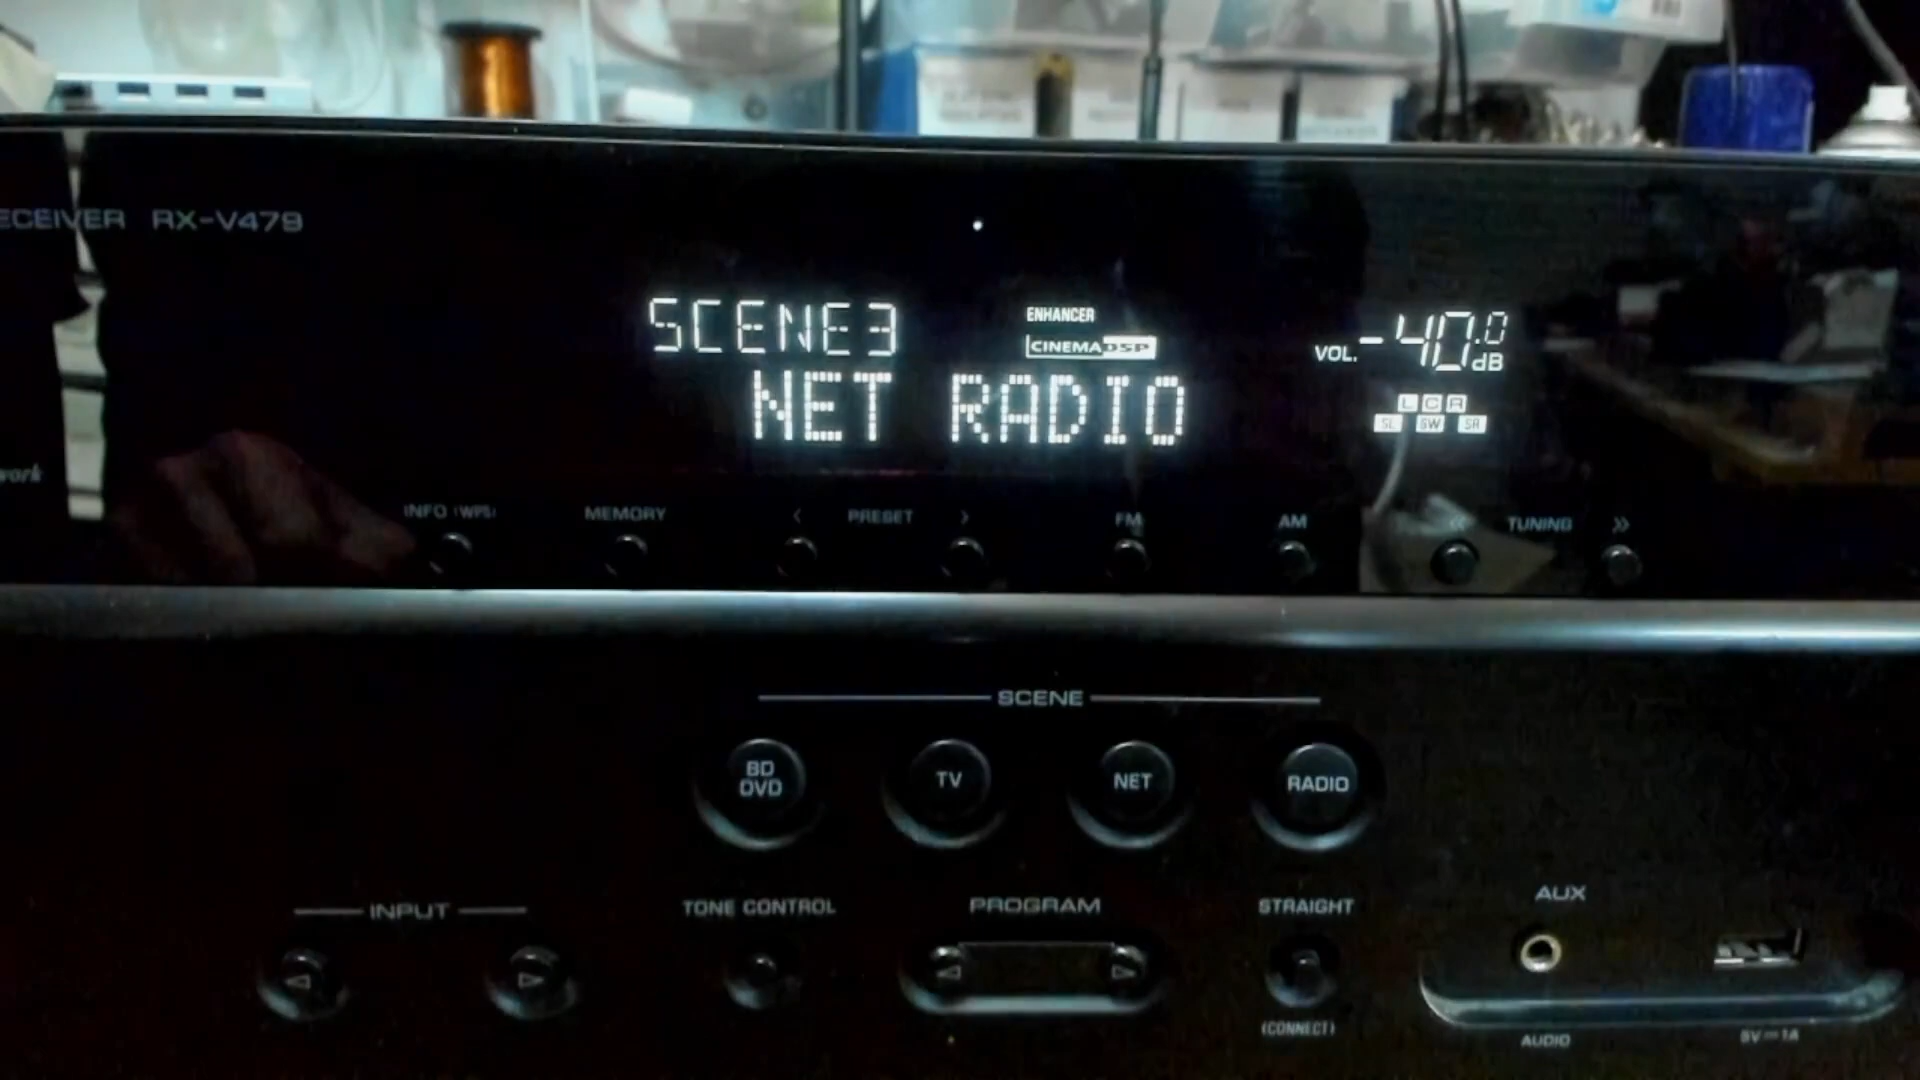 ECEIVER RX-V479
SCENE3
ENHANCER
CINEMA DSP
VOL. -40.0 dB
NET RADIO
L C R
SL SW SR
work
INFO (WPS) MEMORY < PRESET > FM AM << TUNING >>
SCENE
BD DVD TV NET RADIO
INPUT TONE CONTROL PROGRAM STRAIGHT AUX
(CONNECT) AUDIO 5V⎓1A